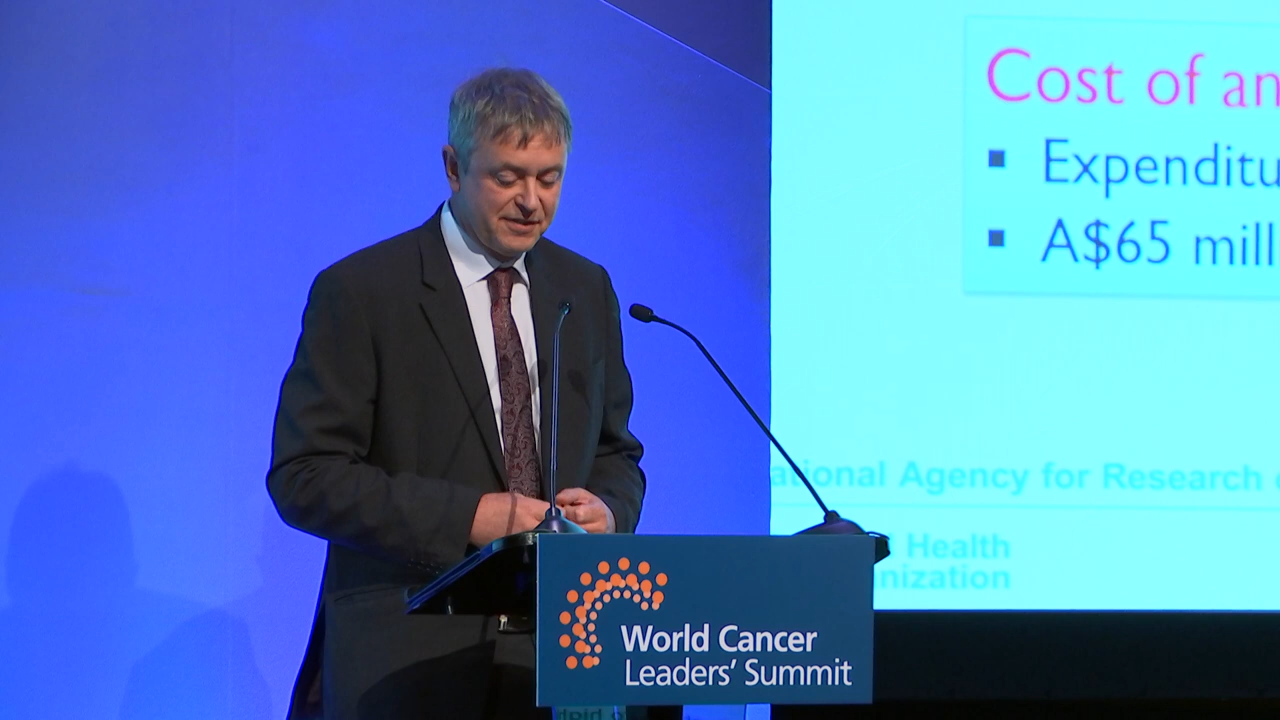 Cost of an
▪ Expenditu
▪ A$65 mill
ational Agency for Research
Health
nization
World Cancer
Leaders' Summit